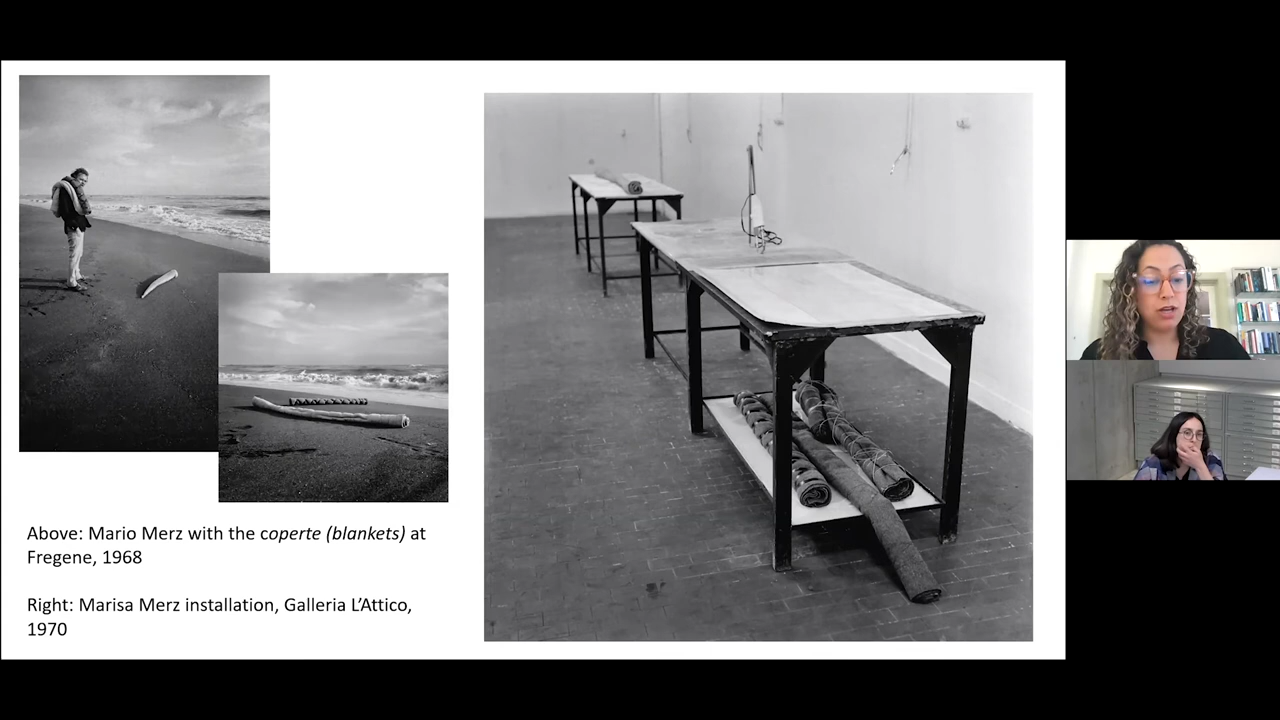 Above: Mario Merz with the coperte (blankets) at
Fregene, 1968
Right: Marisa Merz installation, Galleria L’Attico,
1970